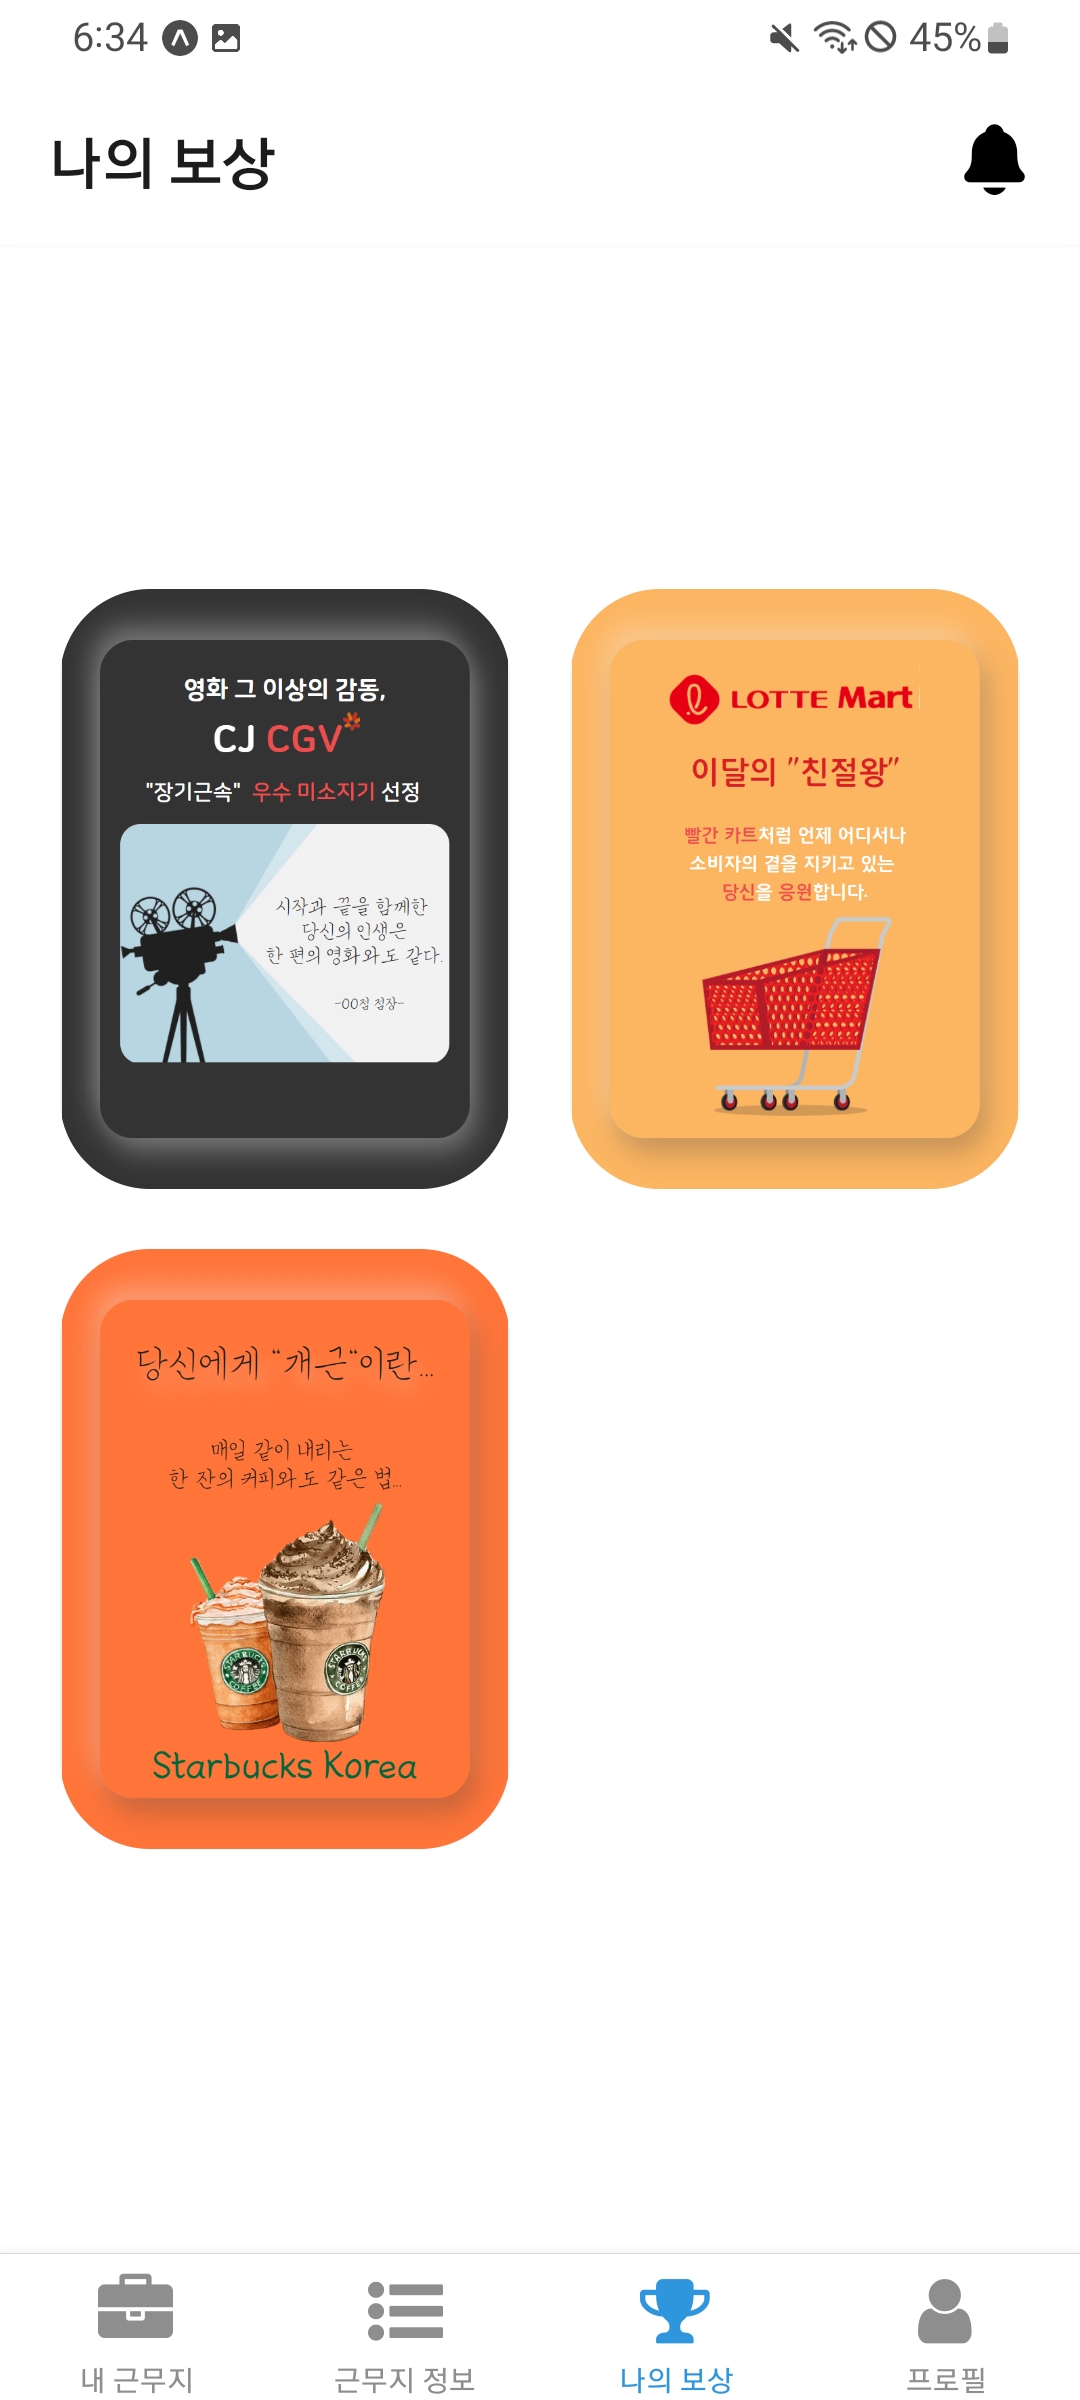 6:34
45%
나의 보상
영화 그 이상의 감동,
CJ CGV
"장기근속" 우수 미소지기 선정
시작과 끝을 함께한
당신의 인생은
한 편의 영화와도 같다.
-00점 점장-
LOTTE Mart
이달의 "친절왕"
빨간 카트처럼 언제 어디서나
소비자의 곁을 지키고 있는
당신을 응원합니다.
당신에게 "개근"이란...
매일 같이 내리는
한 잔의 커피와도 같은 법...
STARBUCKS COFFEE
STARBUCKS COFFEE
Starbucks Korea
내 근무지
근무지 정보
나의 보상
프로필